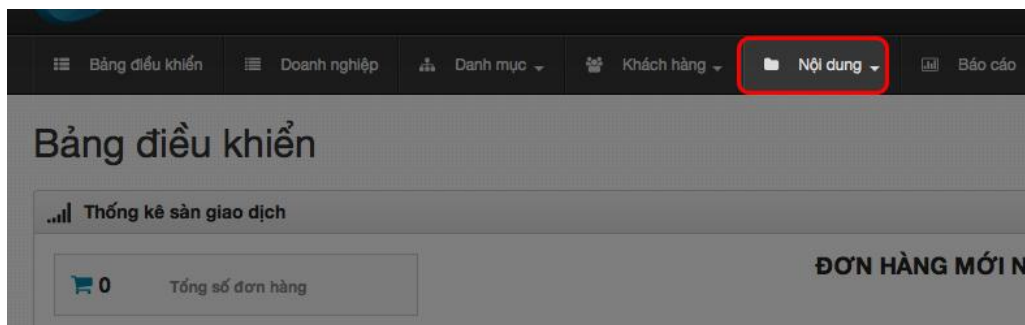 Bảng điều khiển Doanh nghiệp Danh mục Khách hàng Nội dung Báo cáo
Bảng điều khiển
Thống kê sàn giao dịch
ĐƠN HÀNG MỚI N
0 Tổng số đơn hàng